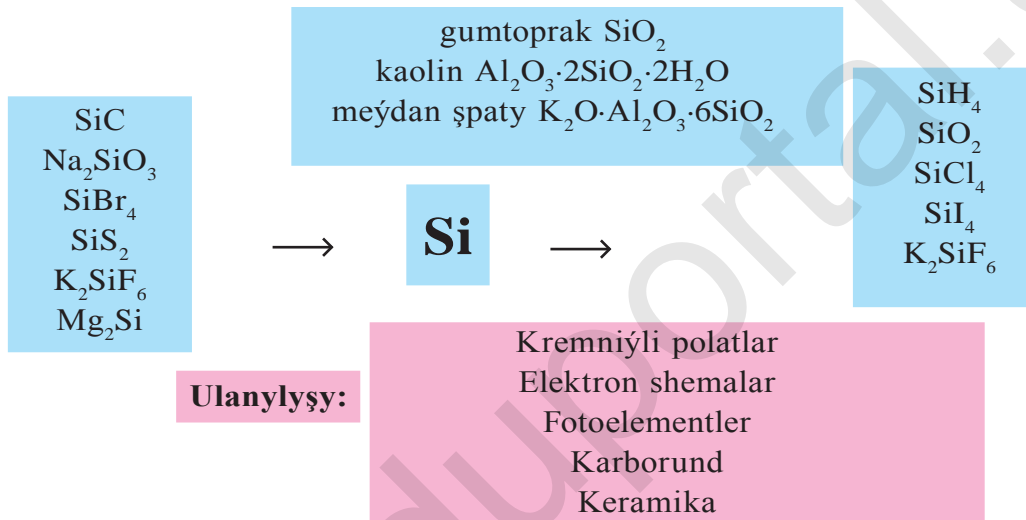 gumtoprak SiO₂
kaolin Al₂O₃·2SiO₂·2H₂O
meýdan şpaty K₂O·Al₂O₃·6SiO₂
SiC
Na₂SiO₃
SiBr₄
SiS₂
K₂SiF₆
Mg₂Si
→
Si
→
SiH₄
SiO₂
SiCl₄
SiI₄
K₂SiF₆
Ulanylyşy:
Kremniýli polatlar
Elektron shemalar
Fotoelementler
Karborund
Keramika
duportal.